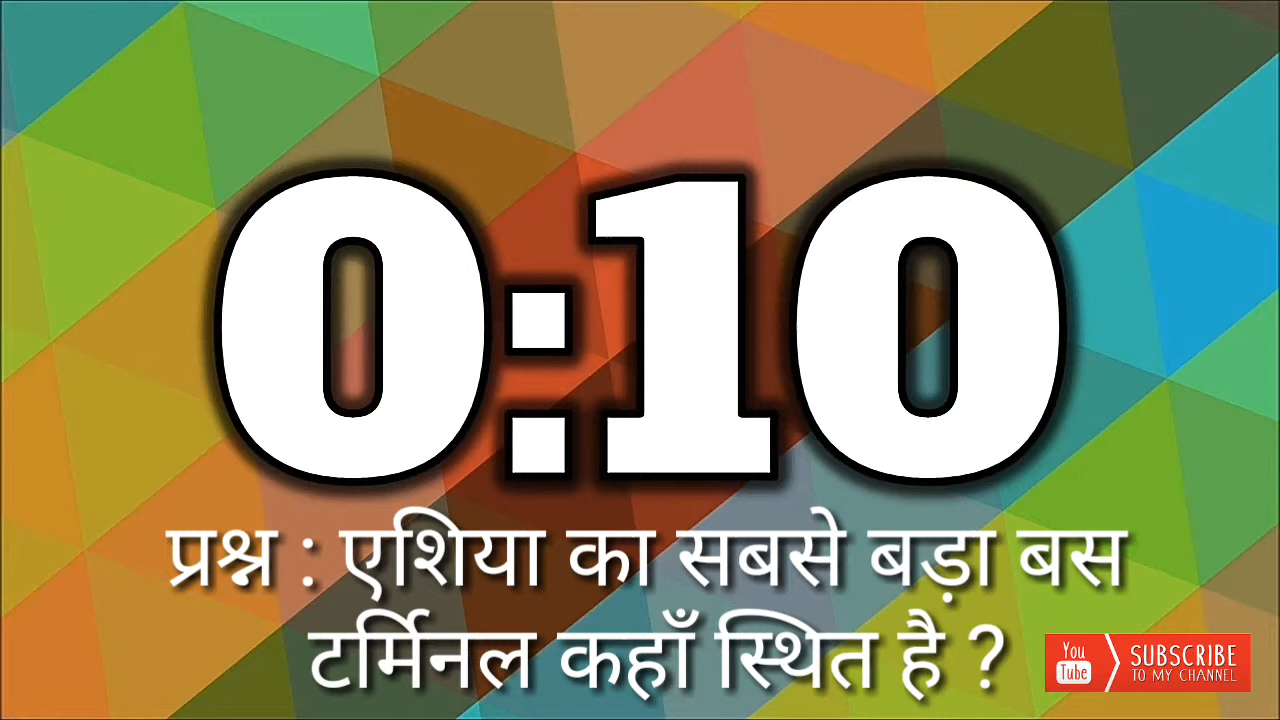 0:10
प्रश्न : एशिया का सबसे बड़ा बस
टर्मिनल कहाँ स्थित है ?
You
Tube
SUBSCRIBE
TO MY CHANNEL